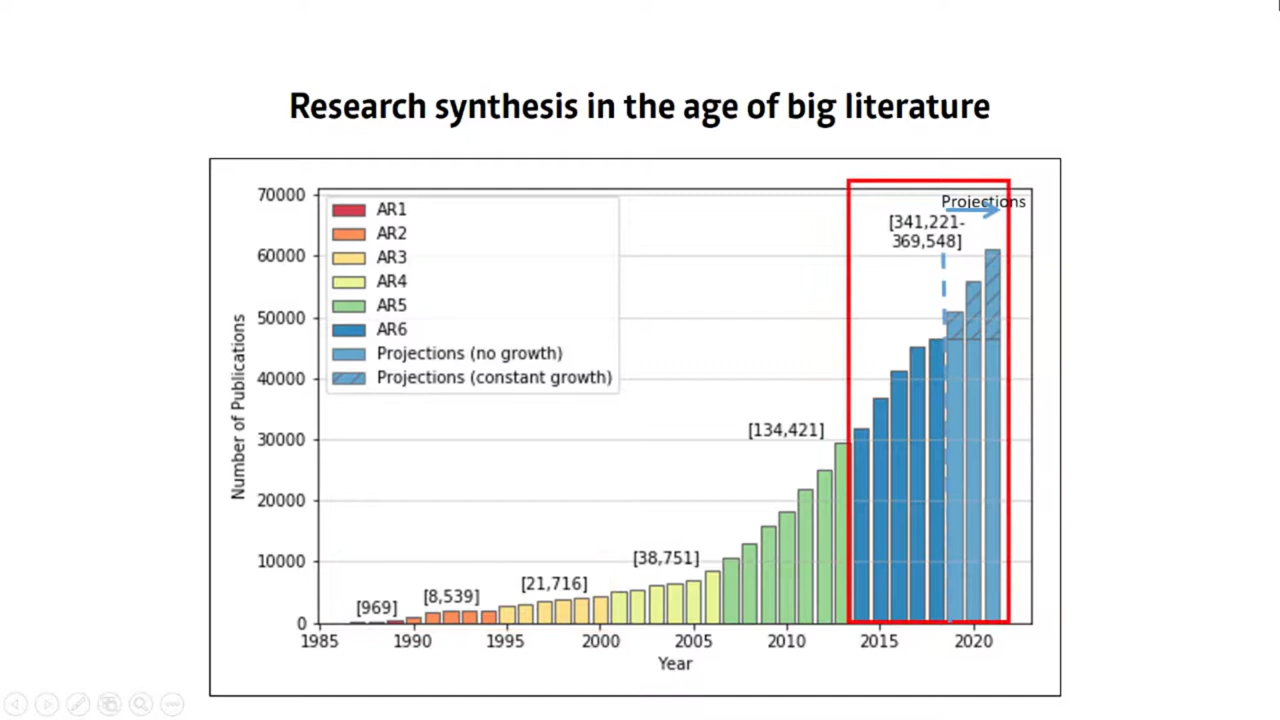 Research synthesis in the age of big literature
70000
60000
50000
40000
30000
20000
10000
0
Number of Publications
AR1
AR2
AR3
AR4
AR5
AR6
Projections (no growth)
Projections (constant growth)
Projections
[341,221-
369,548]
[134,421]
[38,751]
[21,716]
[8,539]
[969]
1985
1990
1995
2000
2005
2010
2015
2020
Year